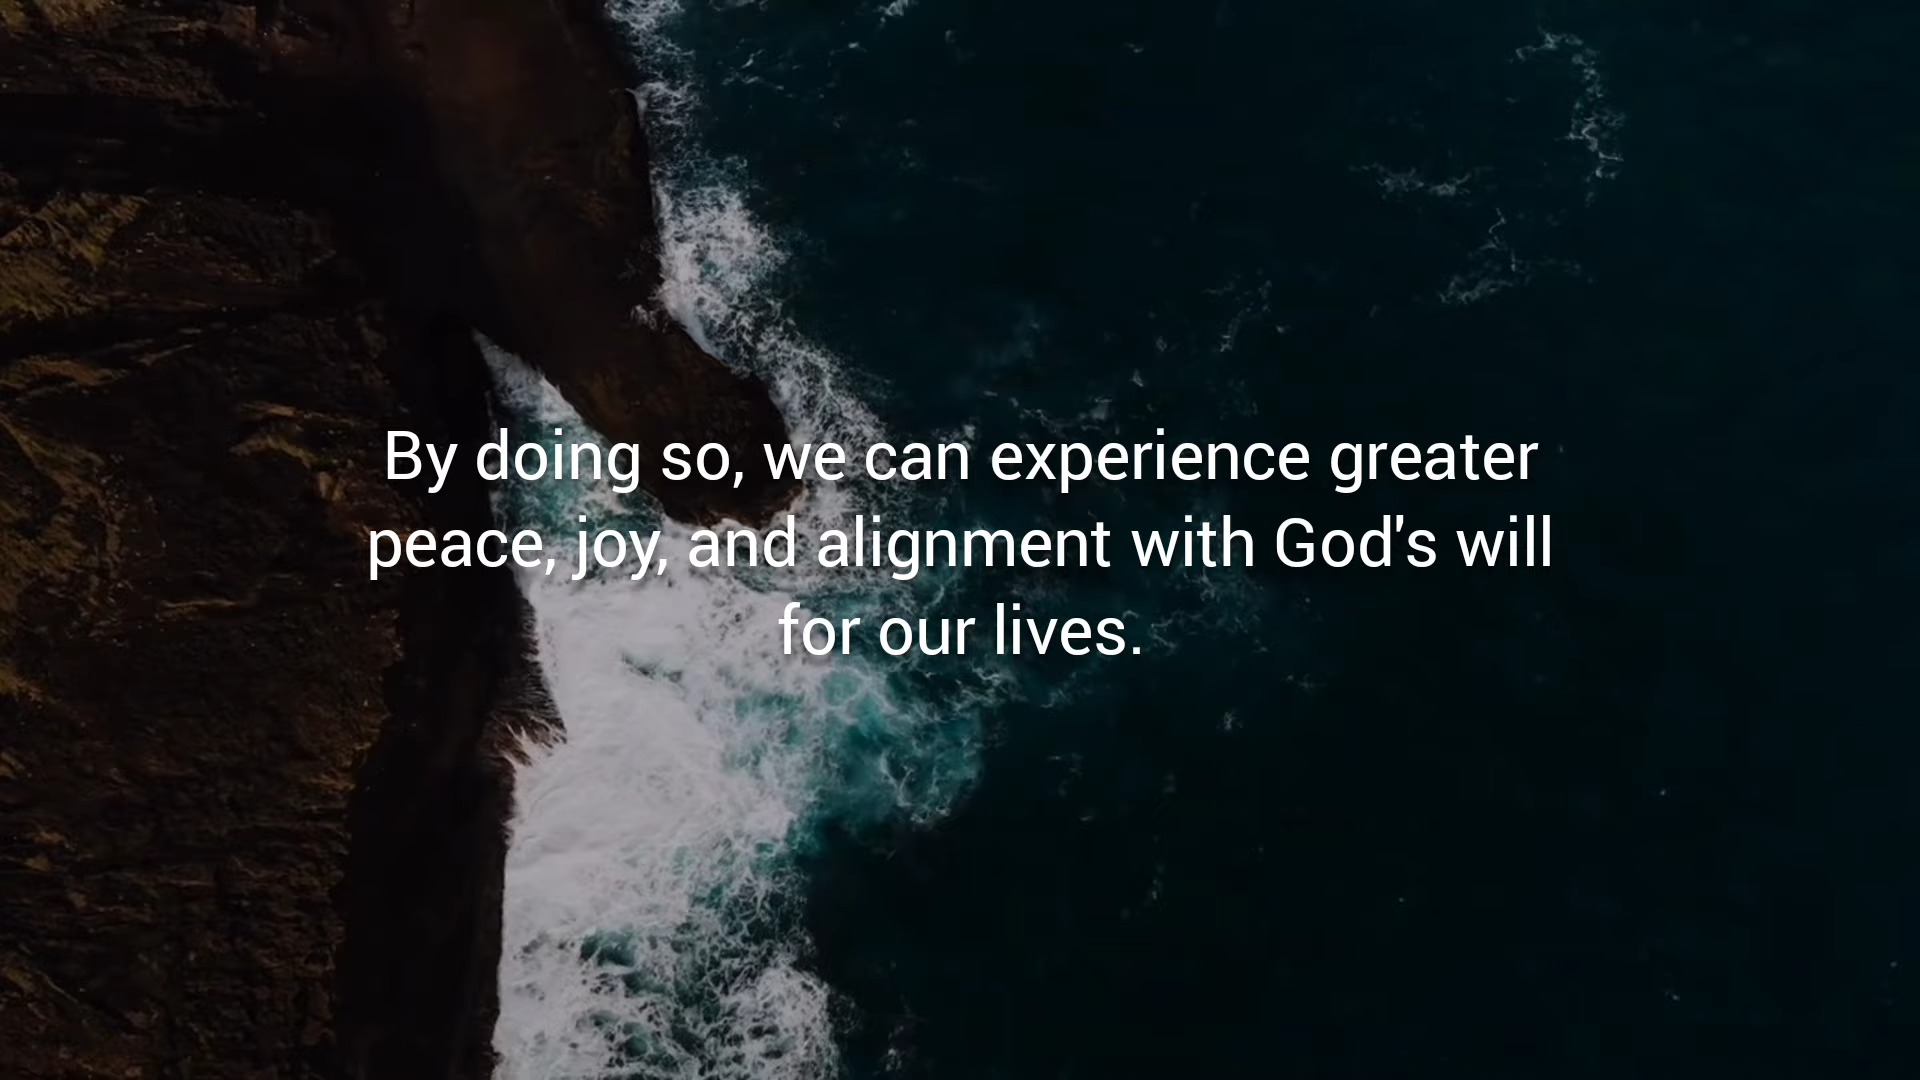 By doing so, we can experience greater
peace, joy, and alignment with God's will
for our lives.